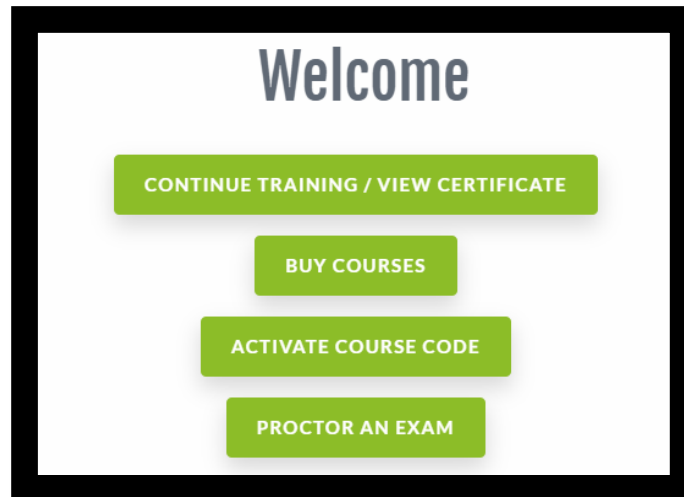 Welcome
CONTINUE TRAINING / VIEW CERTIFICATE
BUY COURSES
ACTIVATE COURSE CODE
PROCTOR AN EXAM